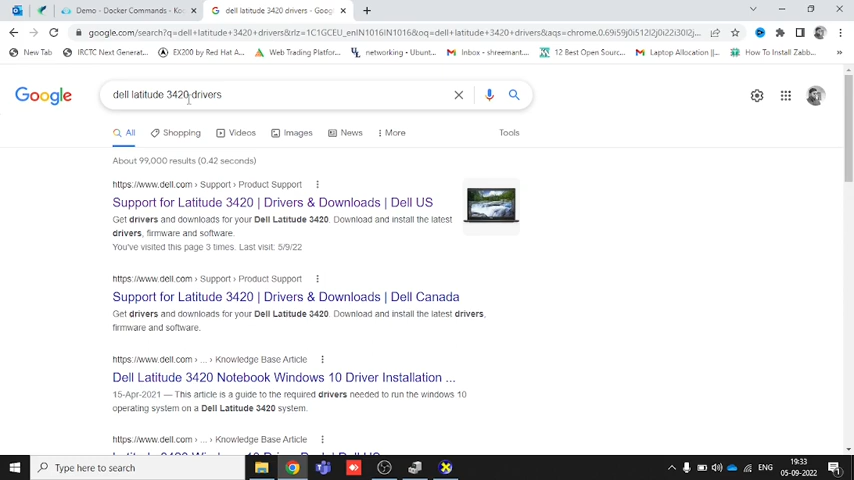 Demo - Docker Commands - Ko
dell latitude 3420 drivers - Goog
google.com/search?q=dell+latitude+3420+drivers&rlz=1C1GCEU_enIN1016IN1016&oq=dell+latitude+3420+drivers&aqs=chrome.0.69i59j0i512l2j0i22i30l2j...
New Tab
IRCTC Next Generat...
EX200 by Red Hat A...
Web Trading Platfor...
networking - Ubunt...
Inbox - shreemant....
12 Best Open Sourc...
Laptop Allocation |...
How To Install Zabb...
Google
dell latitude 3420 drivers
All
Shopping
Videos
Images
News
More
Tools
About 99,000 results (0.42 seconds)
https://www.dell.com › Support › Product Support
Support for Latitude 3420 | Drivers & Downloads | Dell US
Get drivers and downloads for your Dell Latitude 3420. Download and install the latest
drivers, firmware and software.
You've visited this page 3 times. Last visit: 5/9/22
https://www.dell.com › Support › Product Support
Support for Latitude 3420 | Drivers & Downloads | Dell Canada
Get drivers and downloads for your Dell Latitude 3420. Download and install the latest drivers,
firmware and software.
https://www.dell.com › ... › Knowledge Base Article
Dell Latitude 3420 Notebook Windows 10 Driver Installation ...
15-Apr-2021 — This article is a guide to the required drivers needed to run the windows 10
operating system on a Dell Latitude 3420 system.
https://www.dell.com › ... › Knowledge Base Article
Type here to search
ENG
19:33
05-09-2022